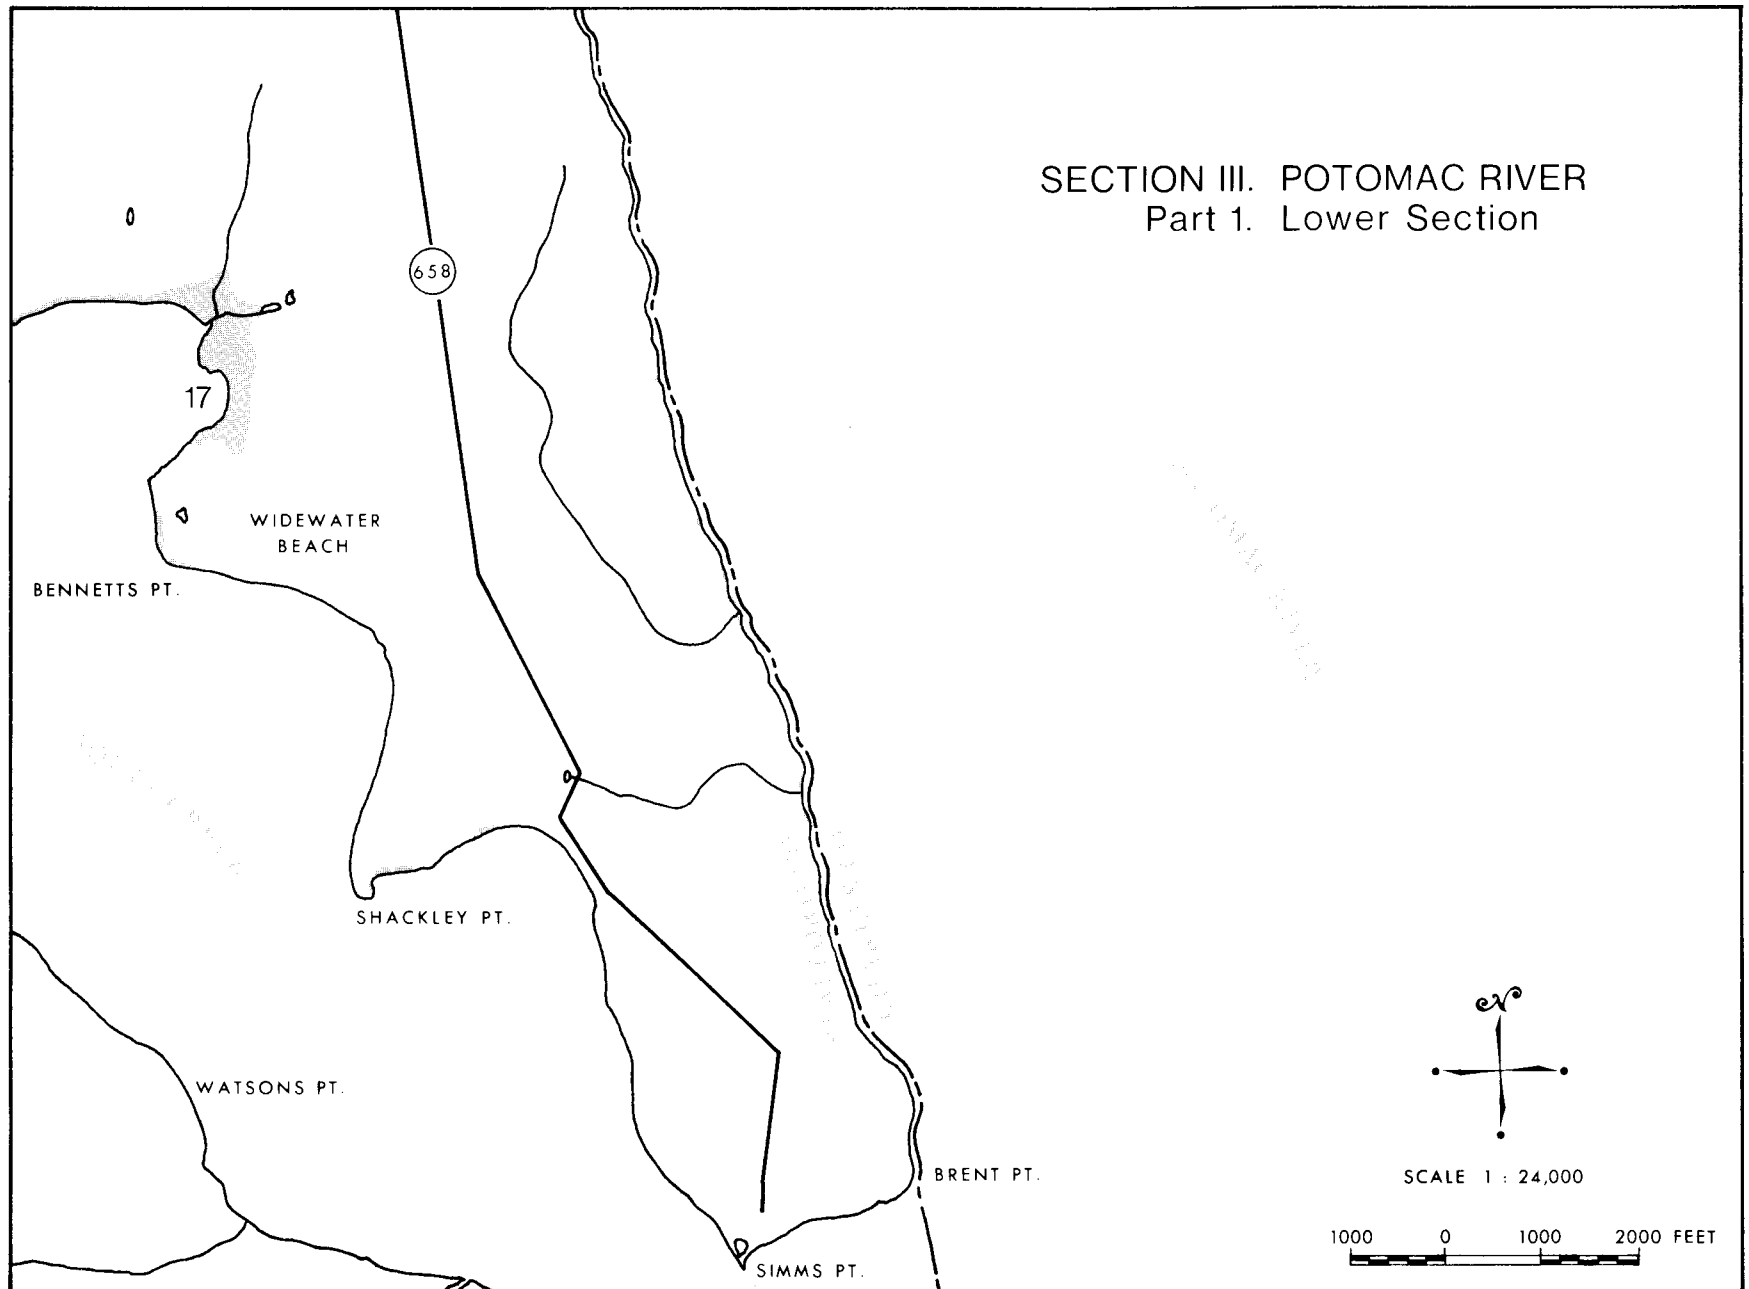 SECTION III. POTOMAC RIVER
Part 1. Lower Section
658
17
WIDEWATER
BEACH
BENNETTS PT.
SHACKLEY PT.
WATSONS PT.
BRENT PT.
SIMMS PT.
N
SCALE 1 : 24,000
1000 0 1000 2000 FEET